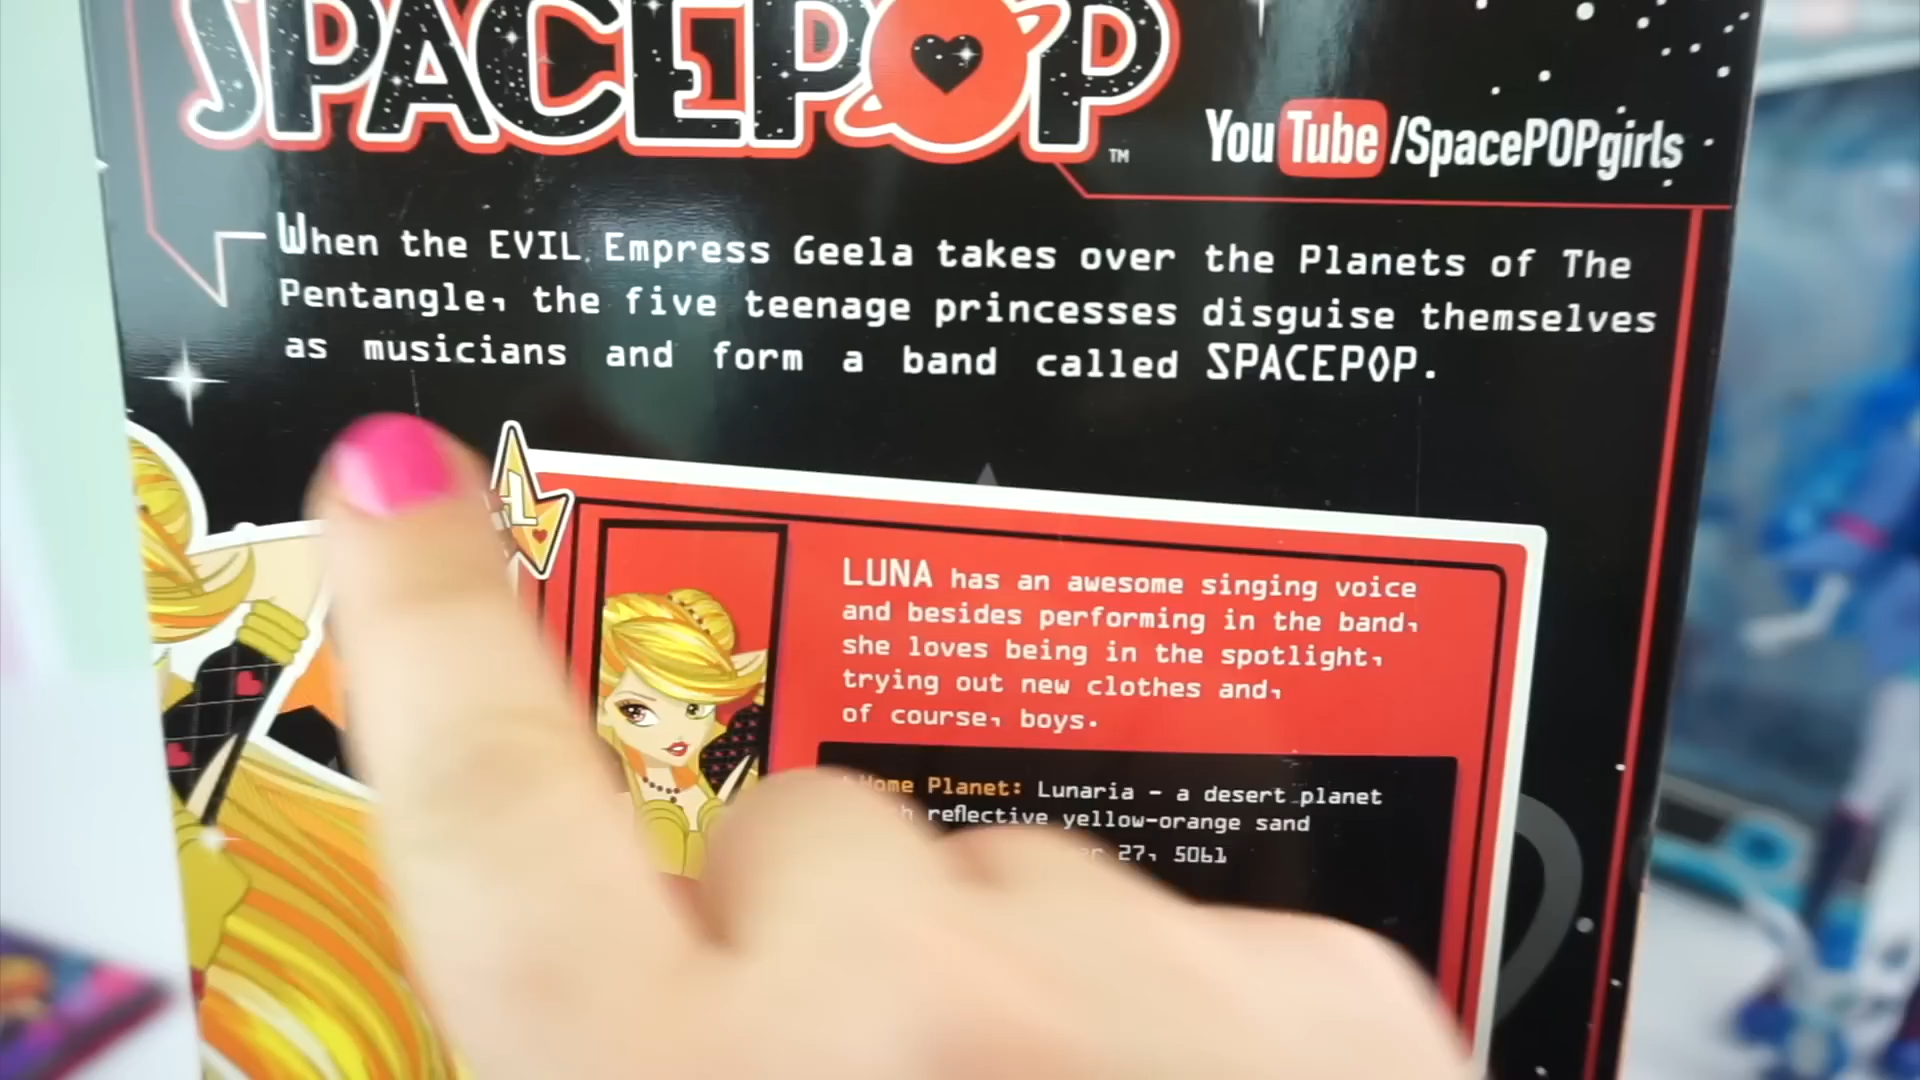 SPACEPOP™
YouTube/SpacePOPgirls
When the EVIL Empress Geela takes over the Planets of The
Pentangle, the five teenage princesses disguise themselves
as musicians and form a band called SPACEPOP.
L
LUNA has an awesome singing voice
and besides performing in the band,
she loves being in the spotlight,
trying out new clothes and,
of course, boys.
Home Planet: Lunaria - a desert planet
reflective yellow-orange sand
27, 5061